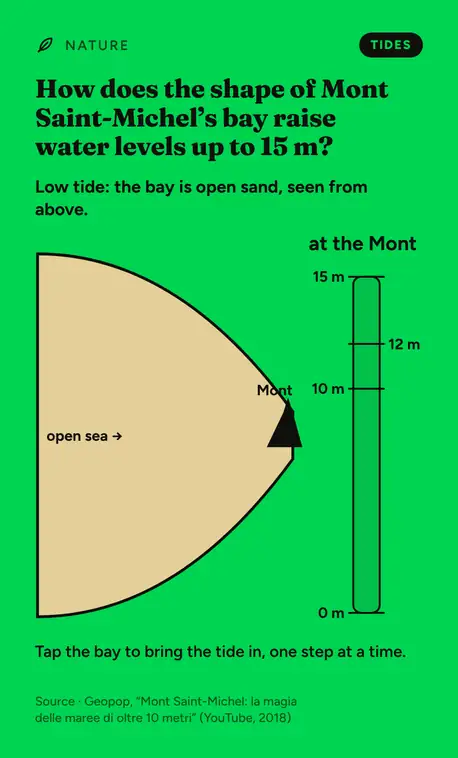 NATURE
TIDES
How does the shape of Mont
Saint-Michel’s bay raise
water levels up to 15 m?
Low tide: the bay is open sand, seen from
above.
at the Mont
15 m
12 m
Mont
10 m
open sea →
0 m
Tap the bay to bring the tide in, one step at a time.
Source · Geopop, “Mont Saint-Michel: la magia
delle maree di oltre 10 metri” (YouTube, 2018)